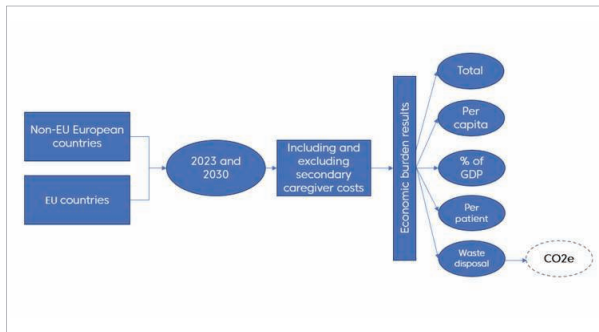 Non-EU European
countries
EU countries
2023 and
2030
Including and
excluding
secondary
caregiver costs
Economic burden results
Total
Per
capita
% of
GDP
Per
patient
Waste
disposal
CO2e